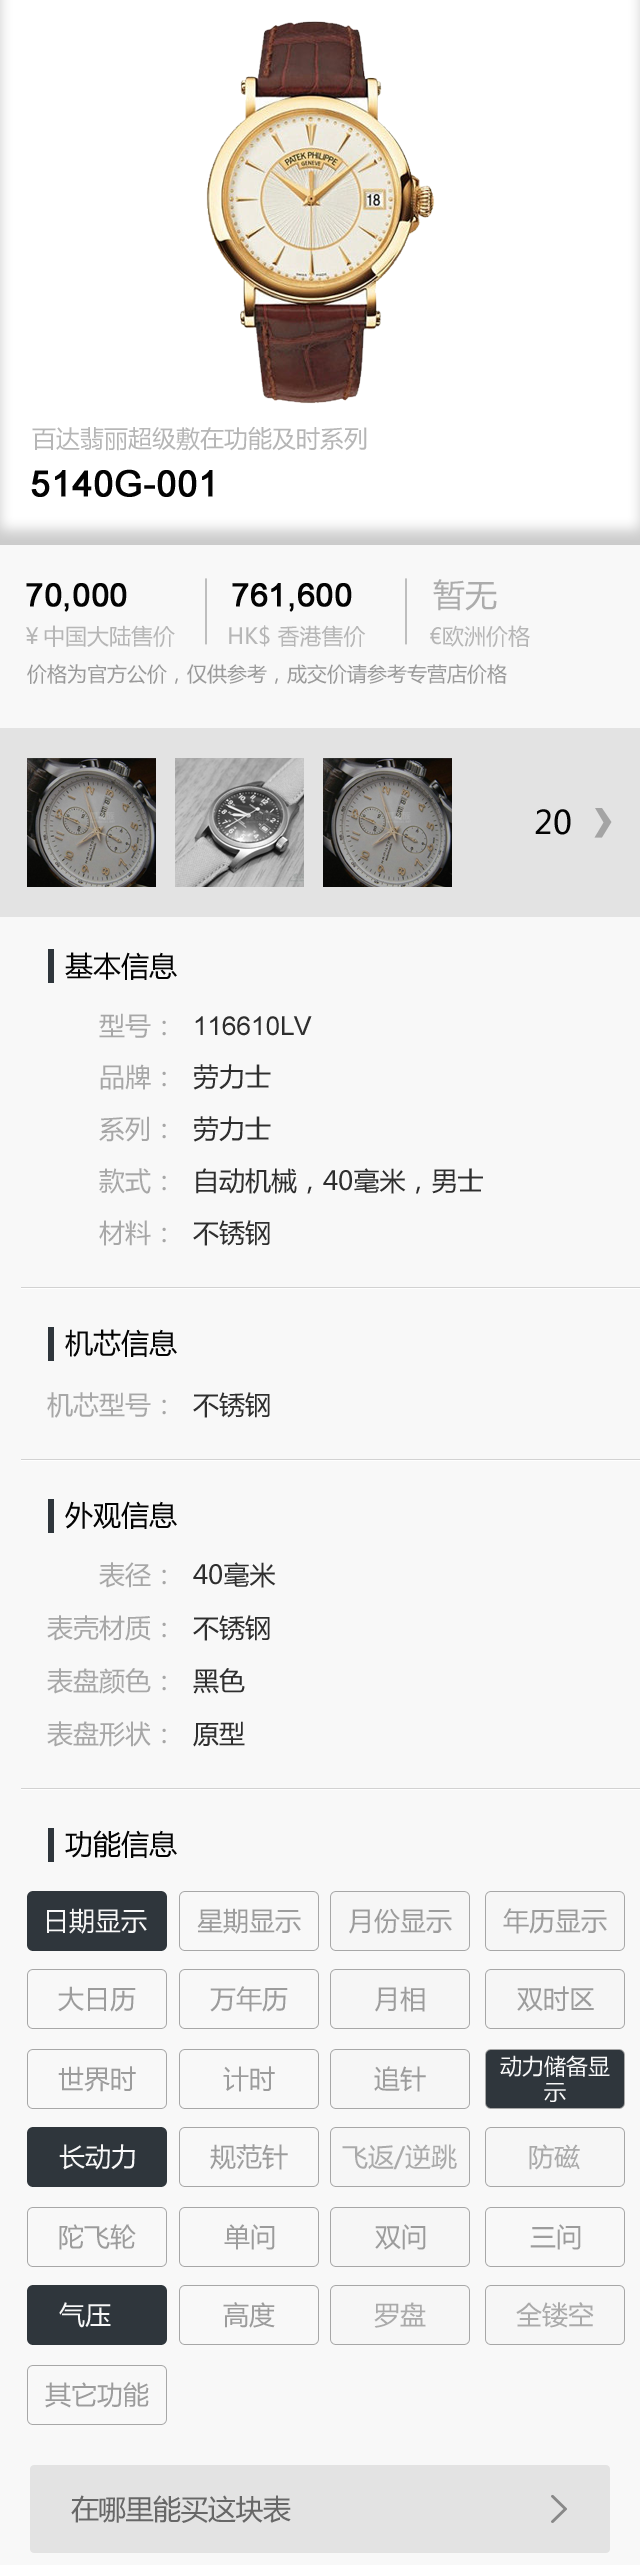 PATEK PHILIPPE
GENEVE
18
百达翡丽超级敷在功能及时系列
5140G-001
70,000
761,600
暂无
¥ 中国大陆售价
HK$ 香港售价
€欧洲价格
价格为官方公价，仅供参考，成交价请参考专营店价格
20
基本信息
型号： 116610LV
品牌： 劳力士
系列： 劳力士
款式： 自动机械，40毫米，男士
材料： 不锈钢
机芯信息
机芯型号： 不锈钢
外观信息
表径： 40毫米
表壳材质： 不锈钢
表盘颜色： 黑色
表盘形状： 原型
功能信息
日期显示 星期显示 月份显示 年历显示
大日历 万年历 月相 双时区
世界时 计时 追针 动力储备显
示
长动力 规范针 飞返/逆跳 防磁
陀飞轮 单问 双问 三问
气压 高度 罗盘 全镂空
其它功能
在哪里能买这块表